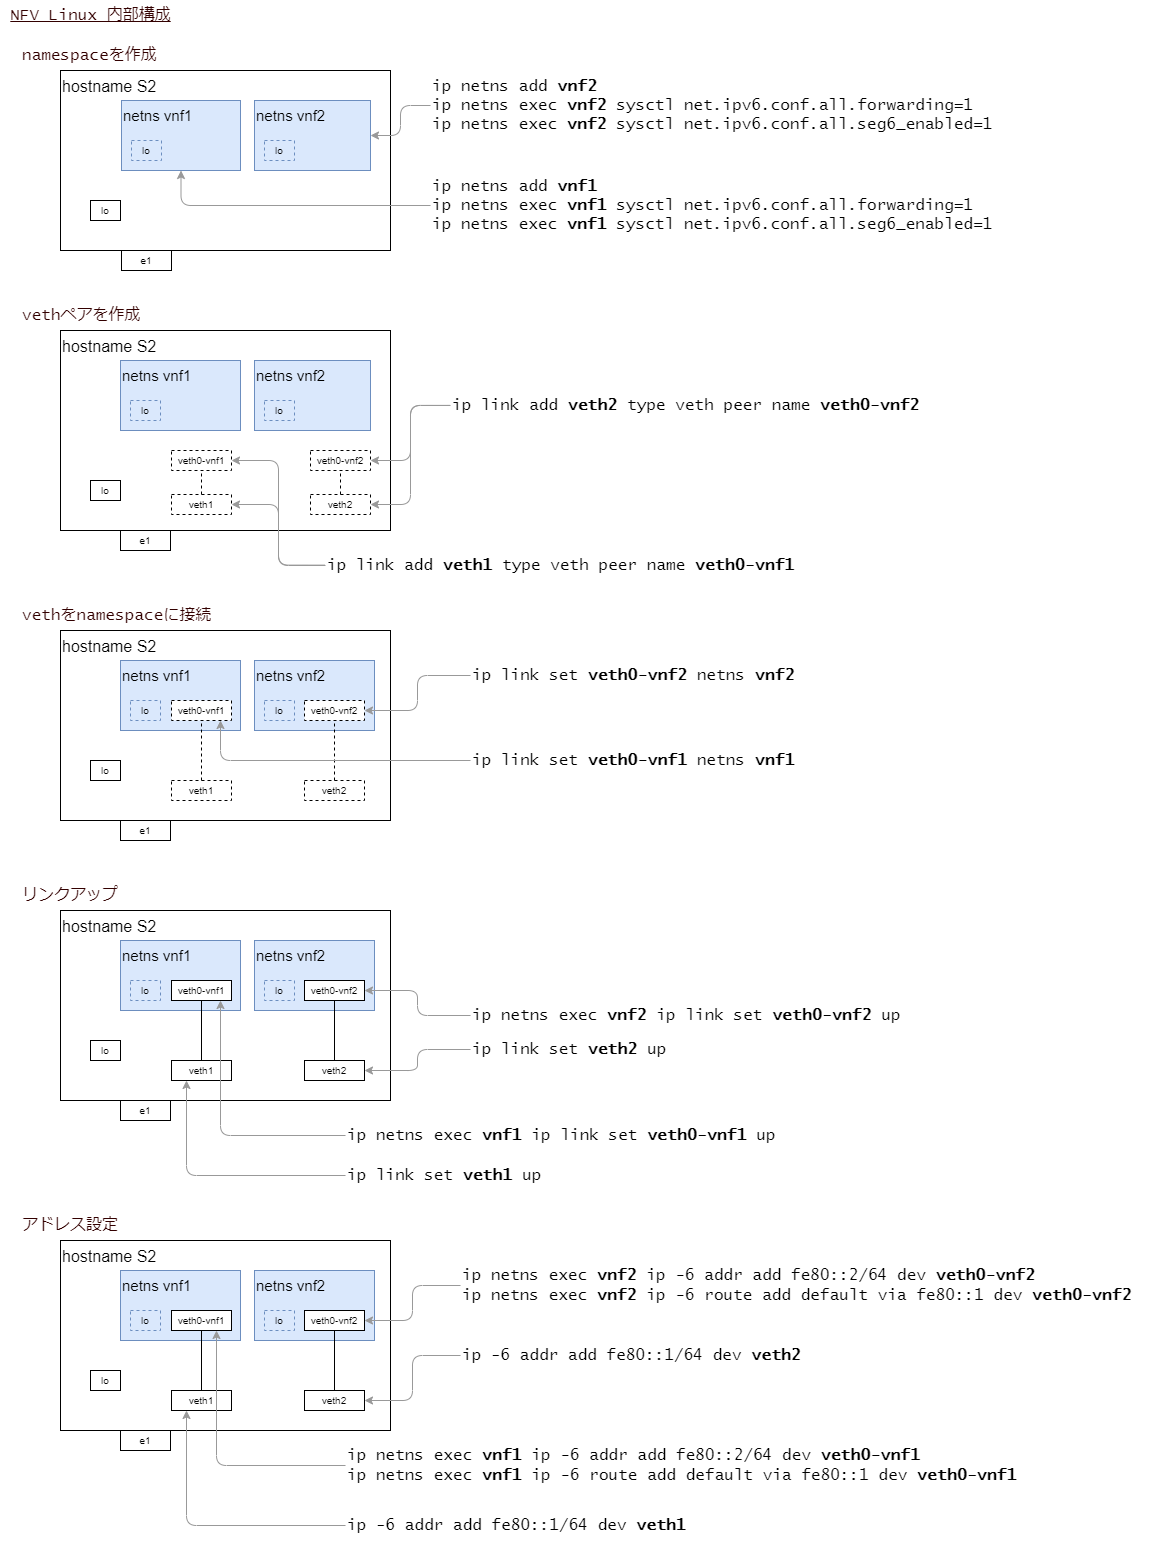 NFV Linux 内部構成
namespaceを作成
hostname S2
netns vnf1
netns vnf2
lo
lo
lo
e1
ip netns add vnf2
ip netns exec vnf2 sysctl net.ipv6.conf.all.forwarding=1
ip netns exec vnf2 sysctl net.ipv6.conf.all.seg6_enabled=1
ip netns add vnf1
ip netns exec vnf1 sysctl net.ipv6.conf.all.forwarding=1
ip netns exec vnf1 sysctl net.ipv6.conf.all.seg6_enabled=1
vethペアを作成
hostname S2
netns vnf1
netns vnf2
lo
lo
veth0-vnf1
veth0-vnf2
lo
veth1
veth2
e1
ip link add veth2 type veth peer name veth0-vnf2
ip link add veth1 type veth peer name veth0-vnf1
vethをnamespaceに接続
hostname S2
netns vnf1
netns vnf2
lo
veth0-vnf1
lo
veth0-vnf2
lo
veth1
veth2
e1
ip link set veth0-vnf2 netns vnf2
ip link set veth0-vnf1 netns vnf1
リンクアップ
hostname S2
netns vnf1
netns vnf2
lo
veth0-vnf1
lo
veth0-vnf2
lo
veth1
veth2
e1
ip netns exec vnf2 ip link set veth0-vnf2 up
ip link set veth2 up
ip netns exec vnf1 ip link set veth0-vnf1 up
ip link set veth1 up
アドレス設定
hostname S2
netns vnf1
netns vnf2
lo
veth0-vnf1
lo
veth0-vnf2
lo
veth1
veth2
e1
ip netns exec vnf2 ip -6 addr add fe80::2/64 dev veth0-vnf2
ip netns exec vnf2 ip -6 route add default via fe80::1 dev veth0-vnf2
ip -6 addr add fe80::1/64 dev veth2
ip netns exec vnf1 ip -6 addr add fe80::2/64 dev veth0-vnf1
ip netns exec vnf1 ip -6 route add default via fe80::1 dev veth0-vnf1
ip -6 addr add fe80::1/64 dev veth1